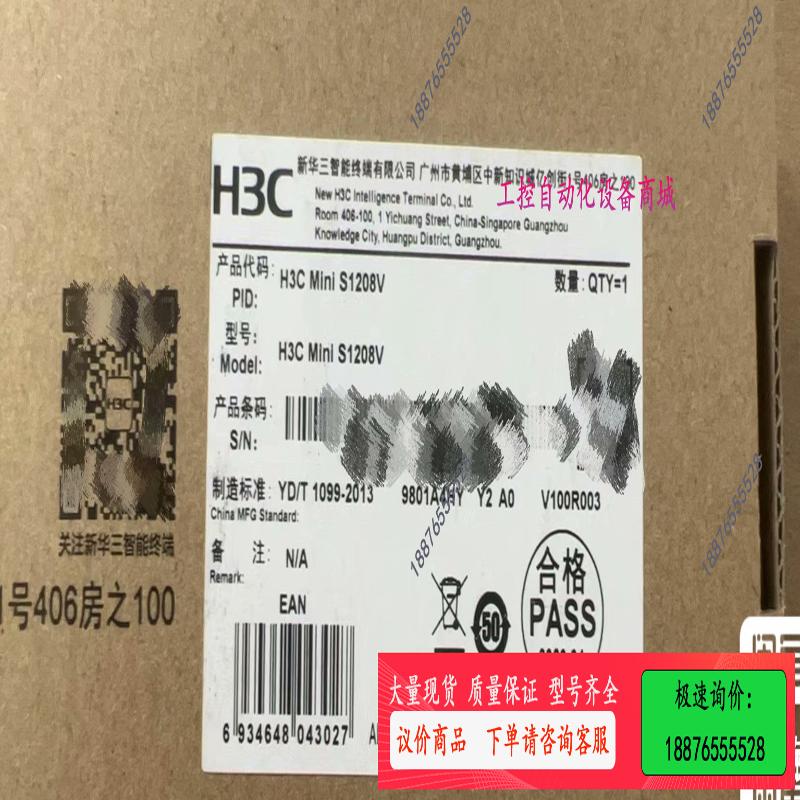 18876555528
18876555528
H3C
新华三智能终端有限公司 广州市黄埔区中新知识城亿创街1号406房之100
工控自动化设备商城
New H3C Intelligence Terminal Co., Ltd.
Room 406-100, 1 Yichuang Street, China-Singapore Guangzhou
Knowledge City, Huangpu District, Guangzhou.
产品代码: H3C Mini S1208V 数量: QTY=1
PID:
型号:
Model: H3C Mini S1208V
产品条码:
S/N:
H3C
制造标准: YD/T 1099-2013 9801A4HY Y2 A0 V100R003
China MFG Standard:
关注新华三智能终端
18876555528
18876555528
备 注: N/A
Remark:
合格
PASS
50
EAN
1号406房之100
6 934648 043027
大量现货 质量保证 型号齐全
议价商品 下单请咨询客服
极速询价:
18876555528